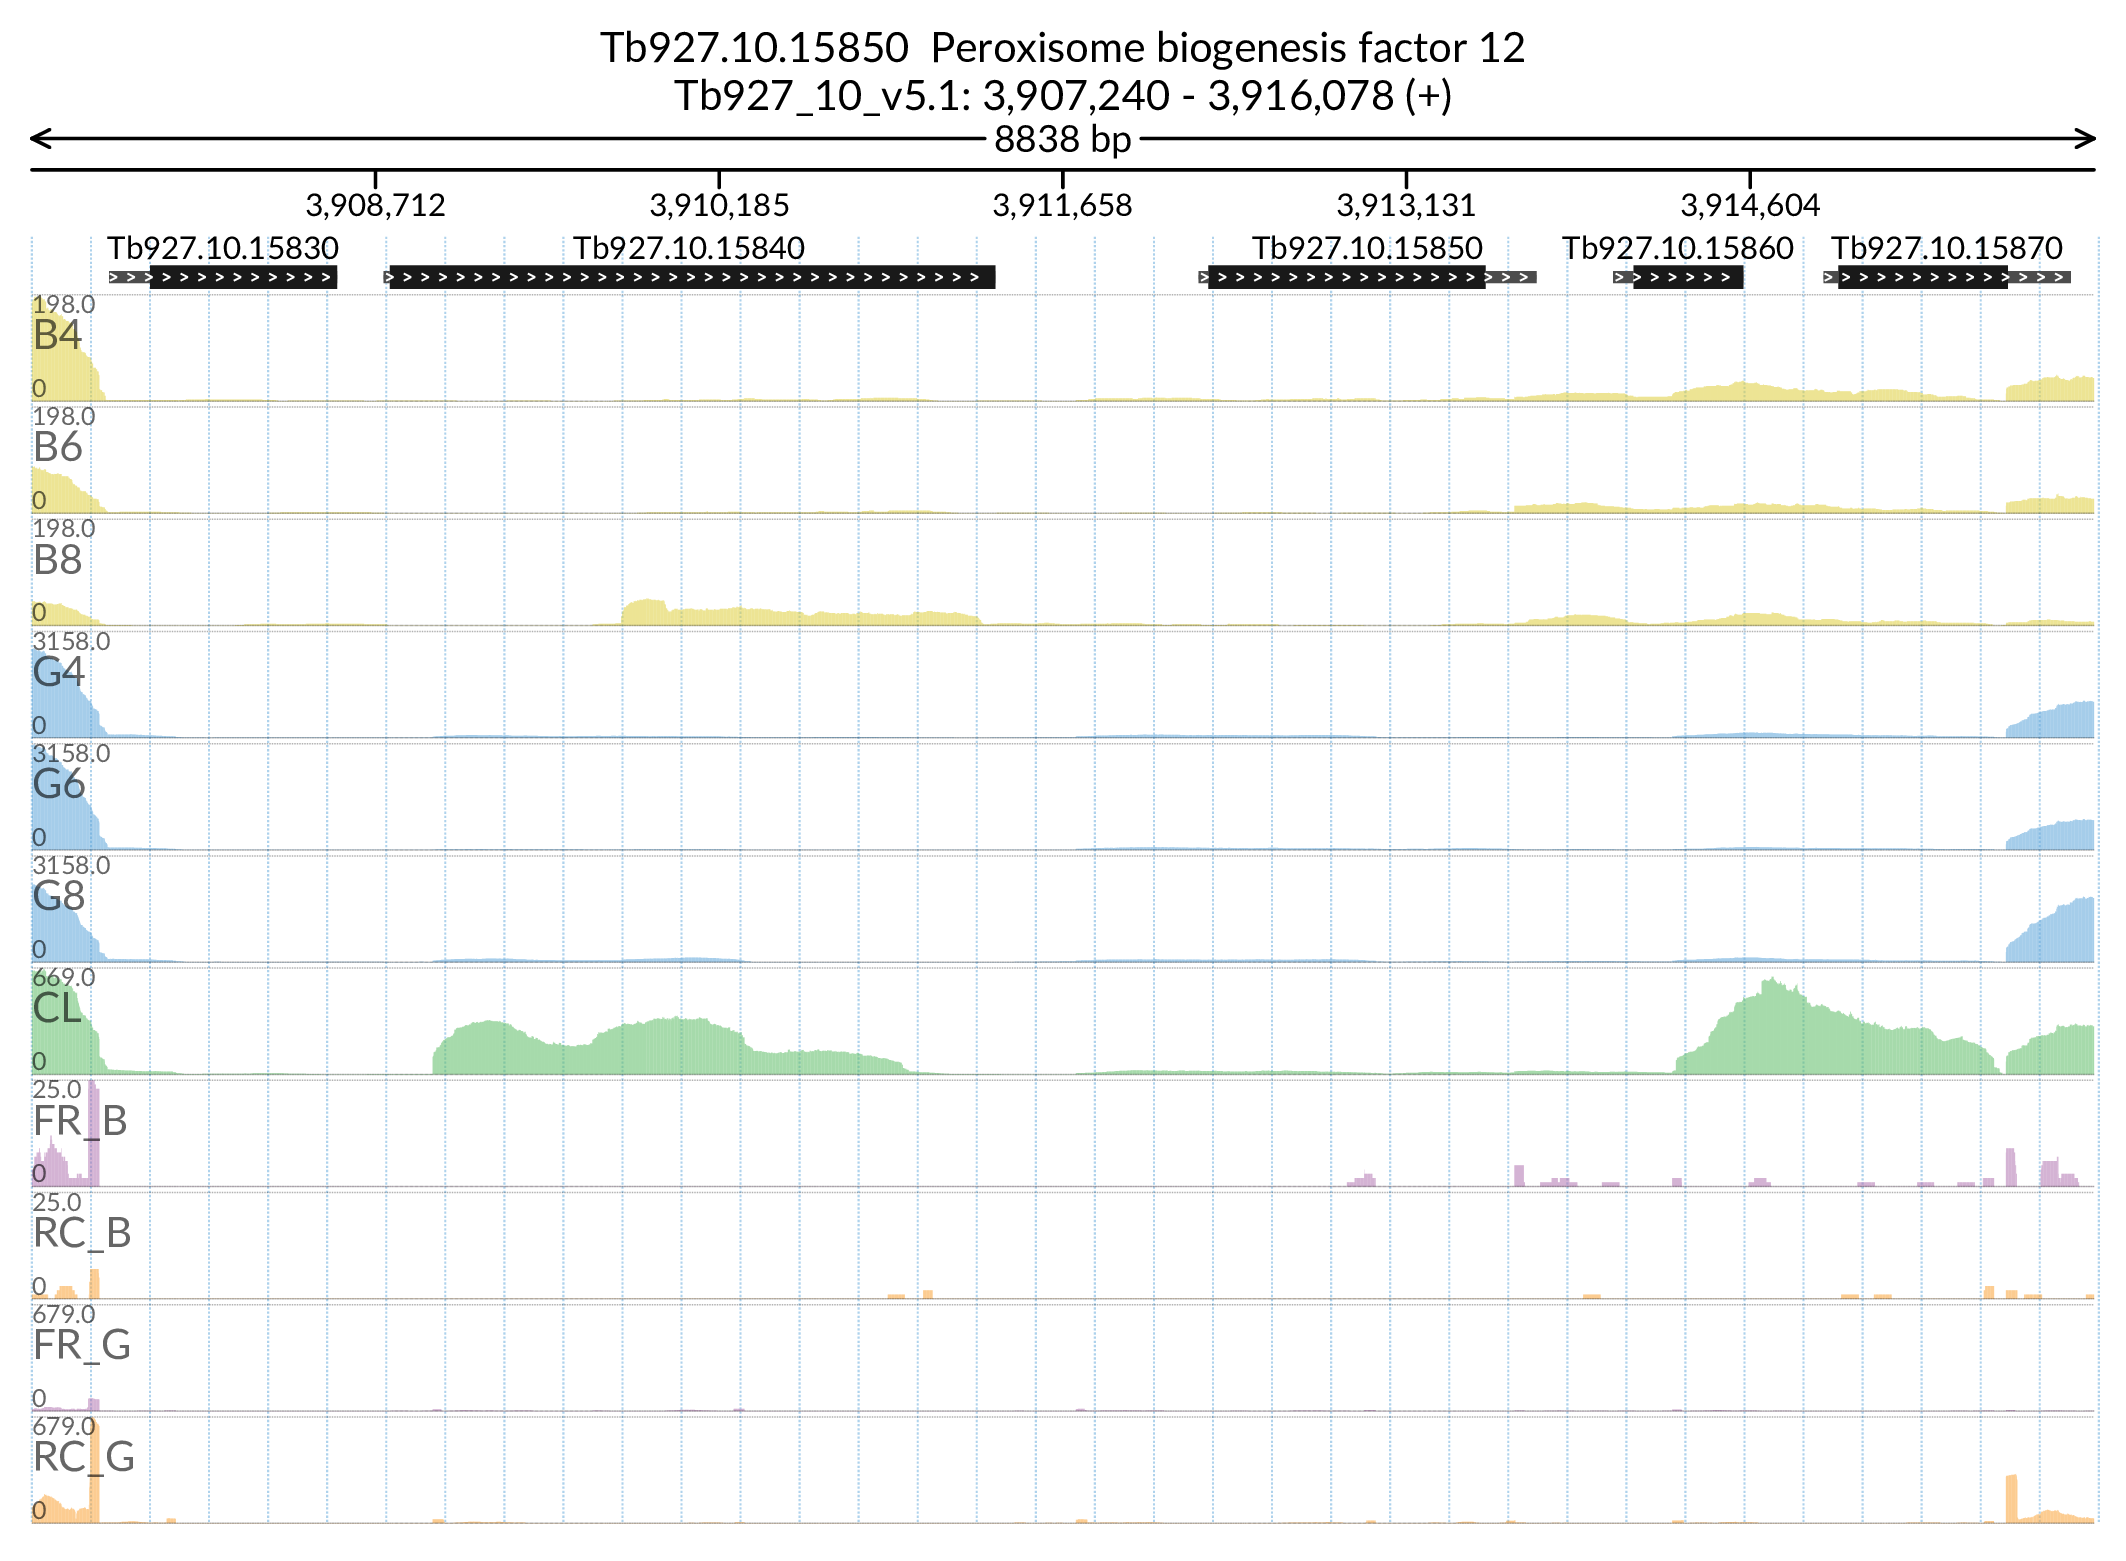 Tb927.10.15850 Peroxisome biogenesis factor 12
Tb927_10_v5.1: 3,907,240 - 3,916,078 (+)
8838 bp
3,908,712 3,910,185 3,911,658 3,913,131 3,914,604
Tb927.10.15830 Tb927.10.15840 Tb927.10.15850 Tb927.10.15860 Tb927.10.15870
198.0
B4
0
198.0
B6
0
198.0
B8
0
3158.0
G4
0
3158.0
G6
0
3158.0
G8
0
669.0
CL
0
25.0
FR_B
0
25.0
RC_B
0
679.0
FR_G
0
679.0
RC_G
0